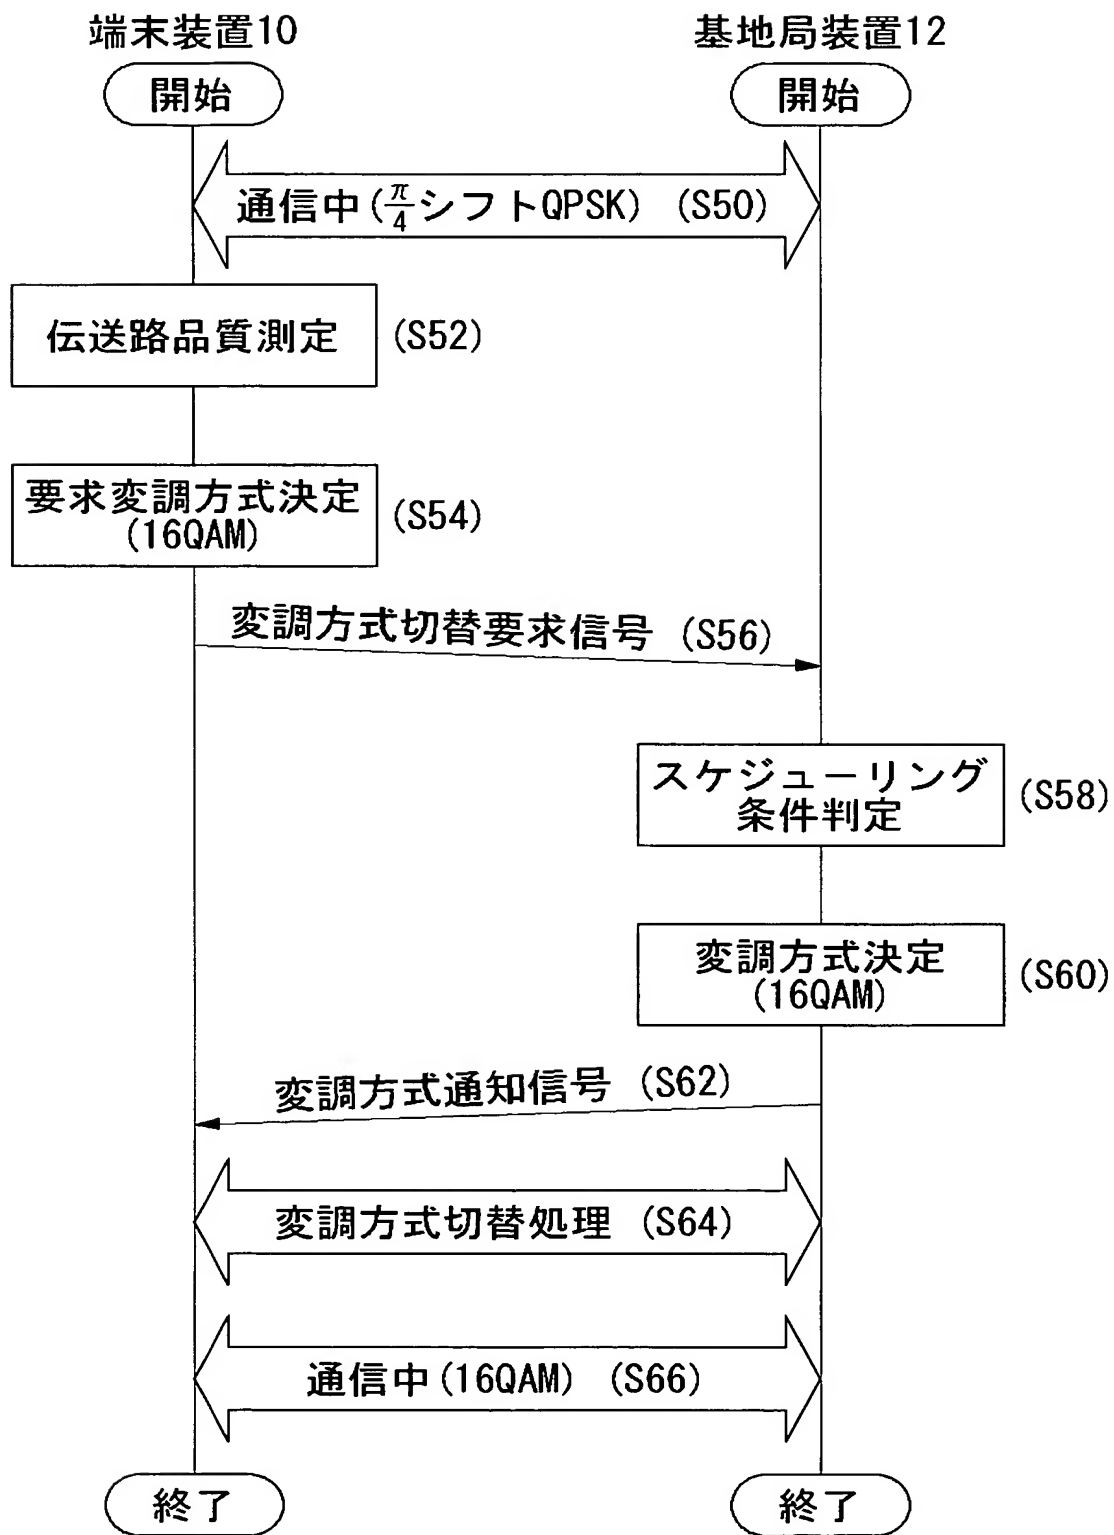 端末装置10
基地局装置12
開始
開始
通信中(π/4シフトQPSK) (S50)
伝送路品質測定
(S52)
要求変調方式決定
(16QAM)
(S54)
変調方式切替要求信号 (S56)
スケジューリング
条件判定
(S58)
変調方式決定
(16QAM)
(S60)
変調方式通知信号 (S62)
変調方式切替処理 (S64)
通信中(16QAM) (S66)
終了
終了